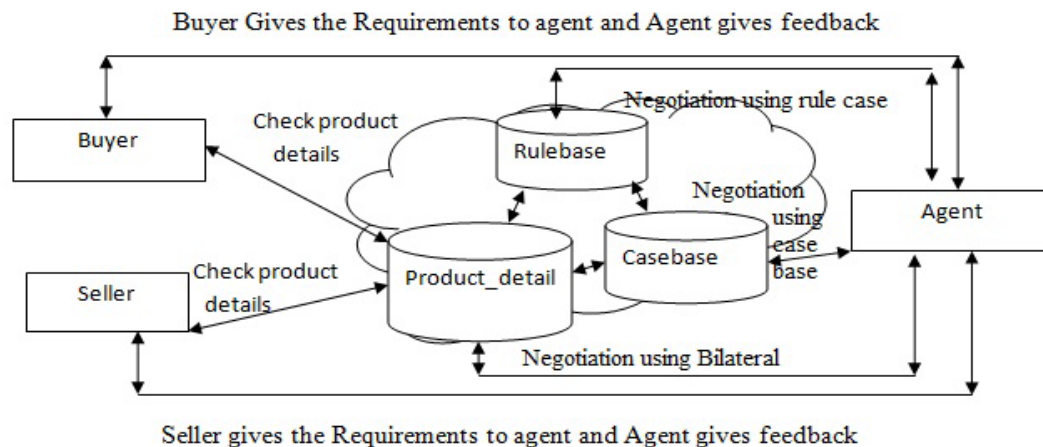 Buyer Gives the Requirements to agent and Agent gives feedback
Negotiation using rule case
Check product
details
Buyer
Rulebase
Negotiation
using
case
base
Agent
Casebase
Product_detail
Check product
details
Seller
Negotiation using Bilateral
Seller gives the Requirements to agent and Agent gives feedback